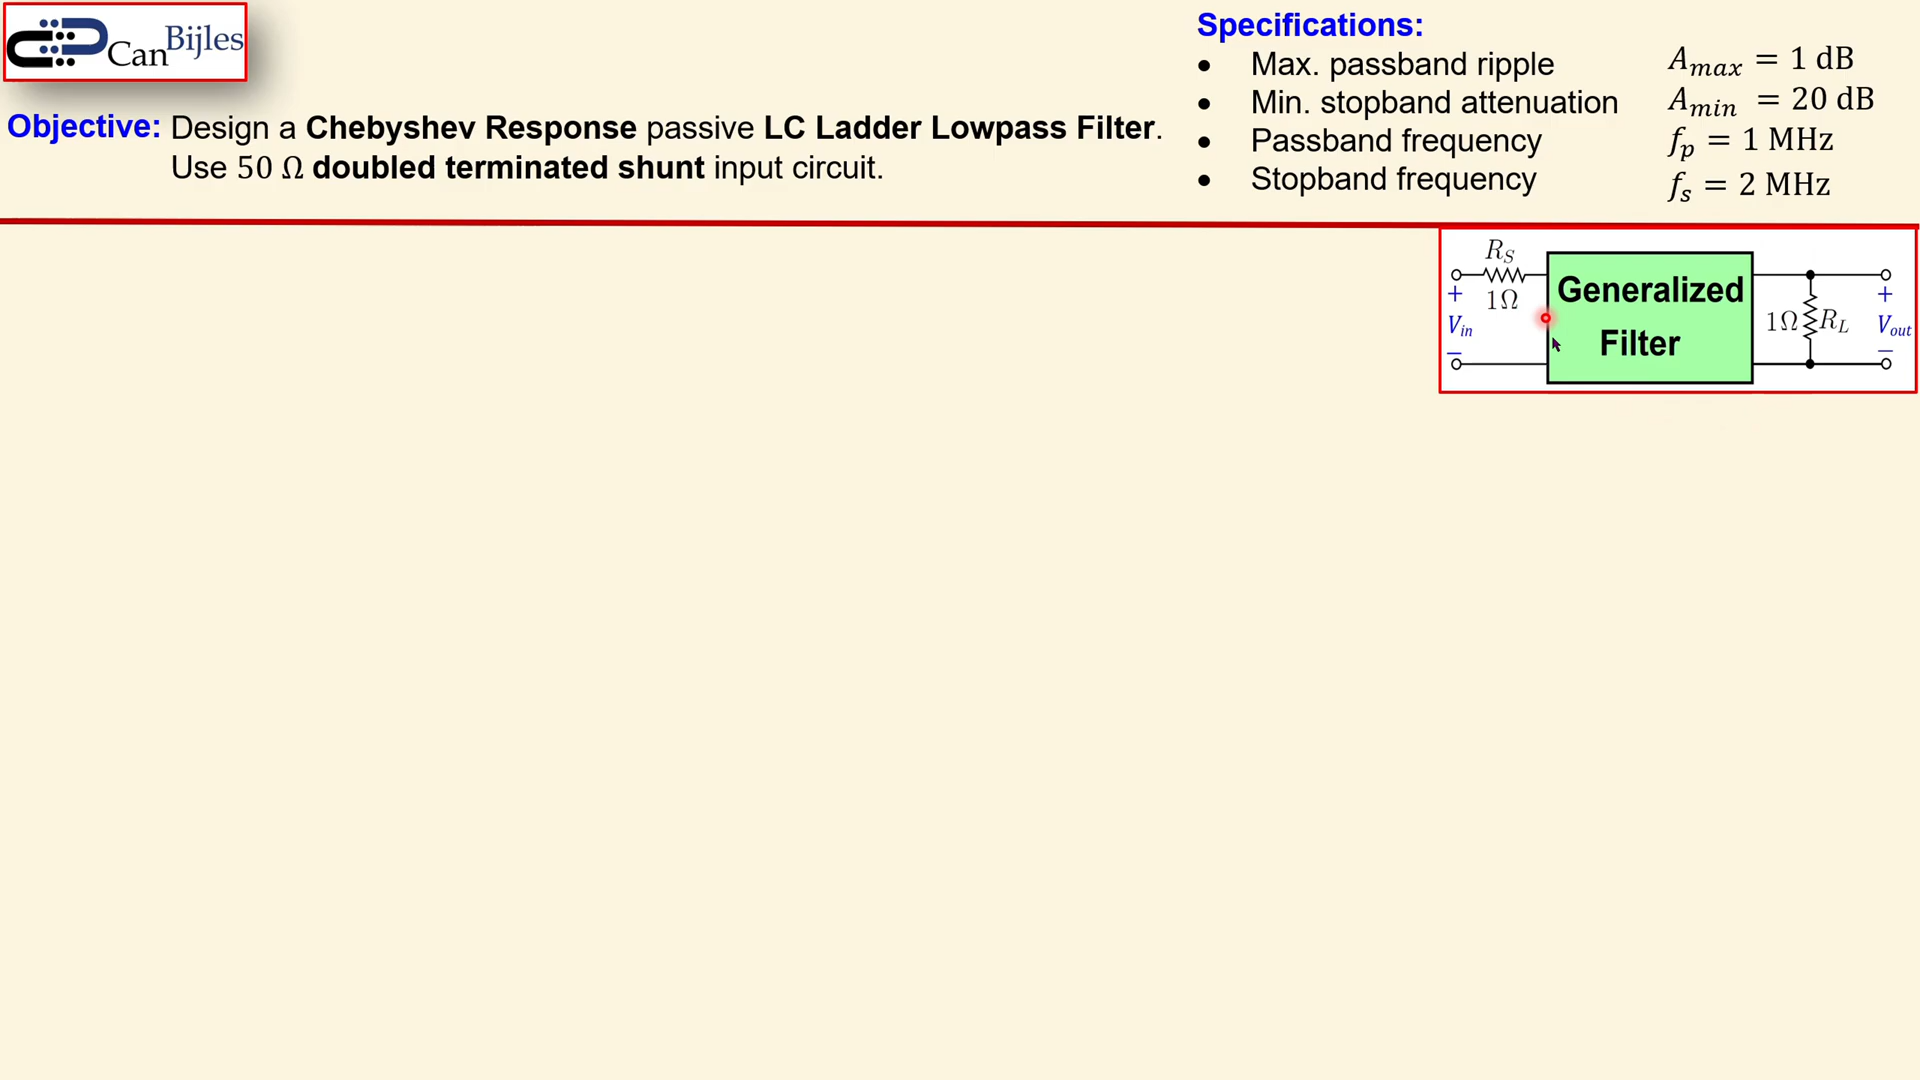 CanBijles
Specifications:
• Max. passband ripple A_max = 1 dB
• Min. stopband attenuation A_min = 20 dB
• Passband frequency f_p = 1 MHz
• Stopband frequency f_s = 2 MHz
Objective: Design a Chebyshev Response passive LC Ladder Lowpass Filter.
Use 50 Ω doubled terminated shunt input circuit.
R_S
1Ω
+
V_in
−
Generalized
Filter
1Ω R_L
+
V_out
−